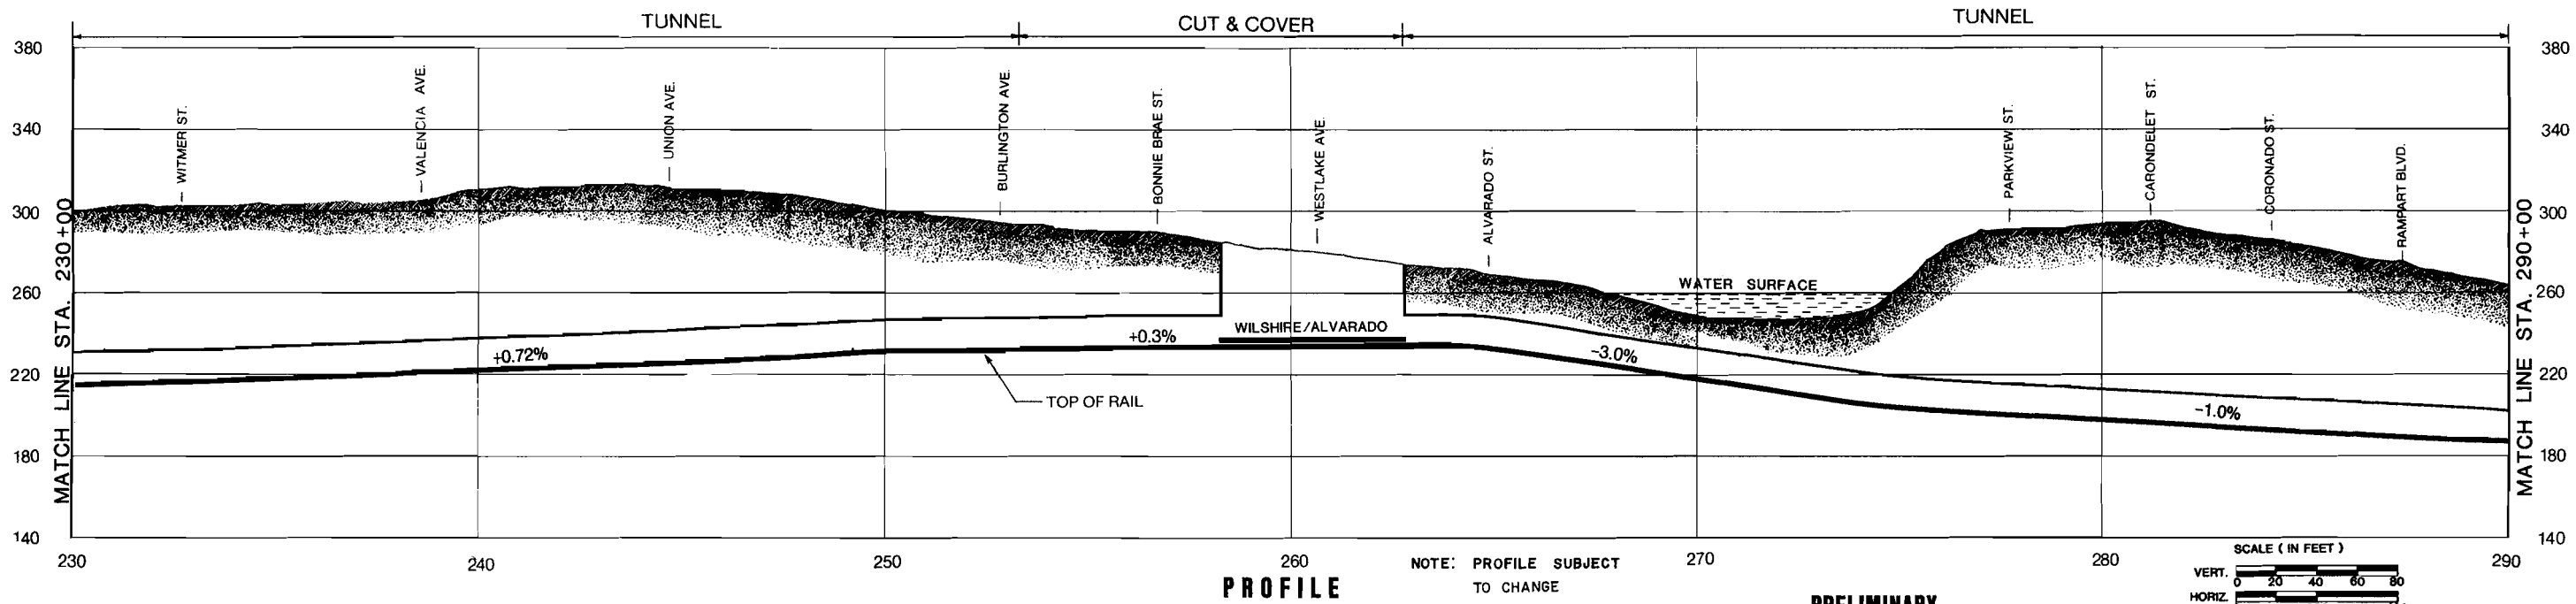 TUNNEL
CUT & COVER
TUNNEL
380
380
WITMER ST.
VALENCIA AVE.
UNION AVE.
BURLINGTON AVE.
BONNIE BRAE ST.
WESTLAKE AVE.
ALVARADO ST.
PARKVIEW ST.
CARONDELET ST.
CORONADO ST.
RAMPART BLVD.
340
340
300
300
MATCH LINE STA. 230+00
MATCH LINE STA. 290+00
260
260
WATER SURFACE
WILSHIRE/ALVARADO
+0.72%
+0.3%
-3.0%
-1.0%
220
220
TOP OF RAIL
180
180
140
140
230
240
250
260
270
280
290
PROFILE
NOTE: PROFILE SUBJECT
TO CHANGE
PRELIMINARY
SCALE ( IN FEET )
VERT.
0 20 40 60 80
HORIZ.